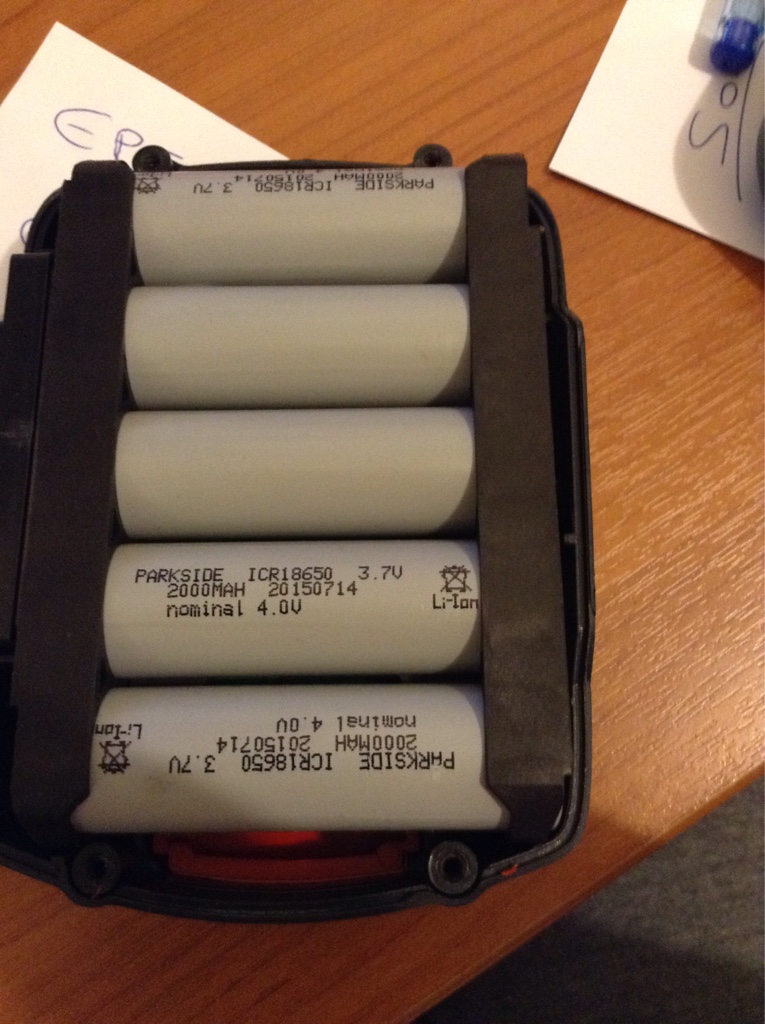 EPE
PARKSIDE ICR18650 3.7V
2000MAH 20150714
PARKSIDE ICR18650 3.7V
2000MAH 20150714
nominal 4.0V
Li-Ion
nominal 4.0V
Li-Ion
2000MAH 20150714
PARKSIDE ICR18650 3.7V